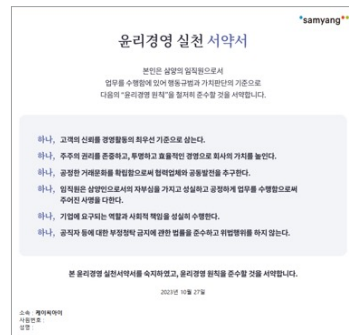 samyang
윤리경영 실천 서약서
본인은 삼양의 임직원으로서
업무를 수행함에 있어 행동규범과 가치판단의 기준으로
다음의 "윤리경영 원칙"을 철저히 준수할 것을 서약합니다.
하나, 고객의 신뢰를 경영활동의 최우선 기준으로 삼는다.
하나, 주주의 권리를 존중하고, 투명하고 효율적인 경영으로 회사의 가치를 높인다.
하나, 공정한 거래문화를 확립함으로써 협력업체와 공동발전을 추구한다.
하나, 임직원은 삼양인으로서의 자부심을 가지고 성실하고 공정하게 업무를 수행함으로써
주어진 사명을 다한다.
하나, 기업에 요구되는 역할과 사회적 책임을 성실히 수행한다.
하나, 공직자 등에 대한 부정청탁 금지에 관한 법률을 준수하고 위법행위를 하지 않는다.
본 윤리경영 실천서약서를 숙지하였고, 윤리경영 원칙을 준수할 것을 서약합니다.
2023년 10월 27일
소속 : 케이씨아이
사원번호 :
성명 :